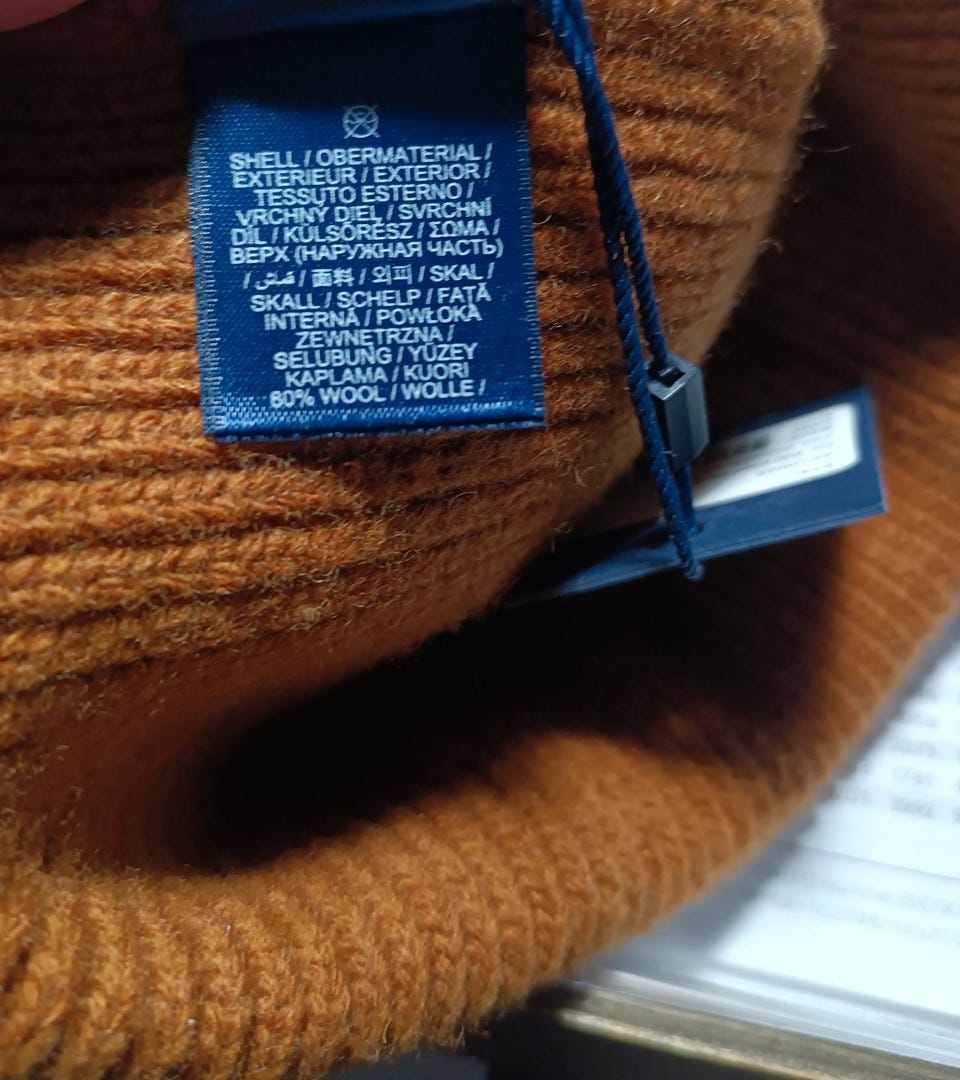 SHELL / OBERMATERIAL /
EXTERIEUR / EXTERIOR /
TESSUTO ESTERNO /
VRCHNÝ DIEL / SVRCHNÍ
DÍL / KÜLSŐRÉSZ / ΣΩΜΑ /
ВЕРХ (НАРУЖНАЯ ЧАСТЬ)
/ قماش / 面料 / 외피 / SKAL /
SKALL / SCHELP / FAȚĂ
INTERNĂ / POWŁOKA
ZEWNĘTRZNA /
SELUBUNG / YÜZEY
KAPLAMA / KUORI
80% WOOL / WOLLE /